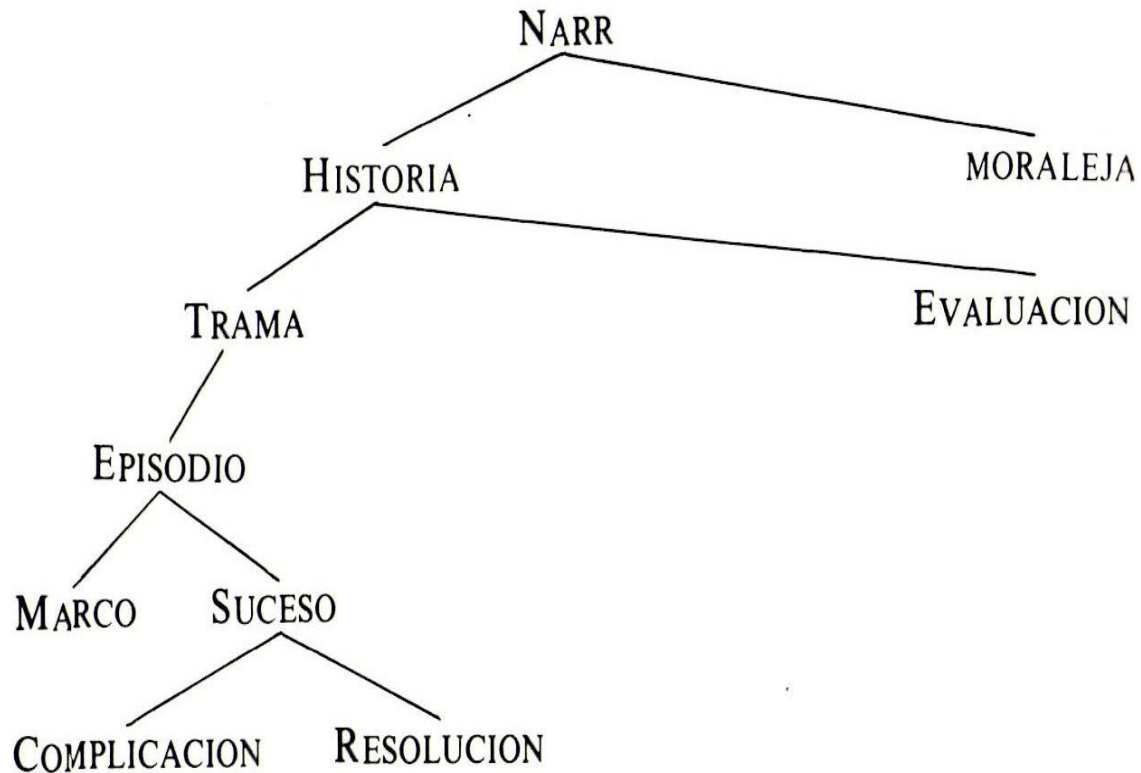 NARR
HISTORIA
MORALEJA
TRAMA
EVALUACION
EPISODIO
MARCO
SUCESO
COMPLICACION
RESOLUCION